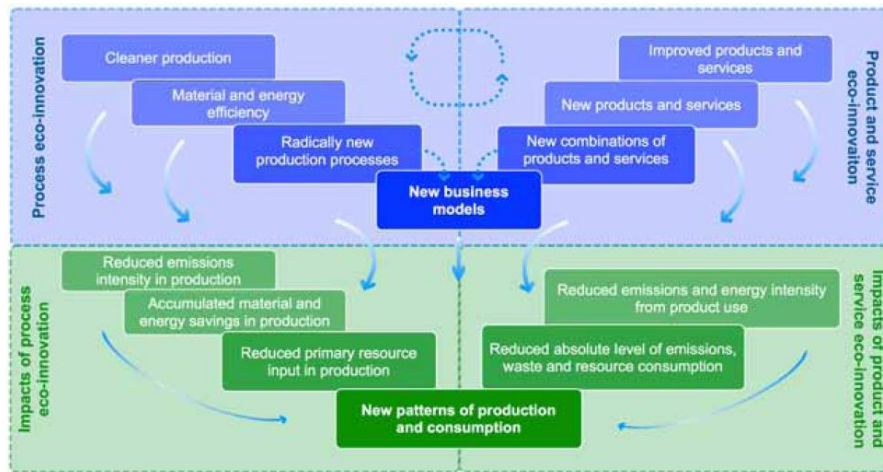 Process eco-innovation
Cleaner production
Material and energy
efficiency
Radically new
production processes
Improved products and
services
New products and services
New combinations of
products and services
Product and service
eco-innovaiton
New business
models
Impacts of process
eco-innovation
Reduced emissions
intensity in production
Accumulated material and
energy savings in production
Reduced primary resource
input in production
Reduced emissions and energy intensity
from product use
Reduced absolute level of emissions,
waste and resource consumption
Impacts of product and
service eco-innovation
New patterns of production
and consumption